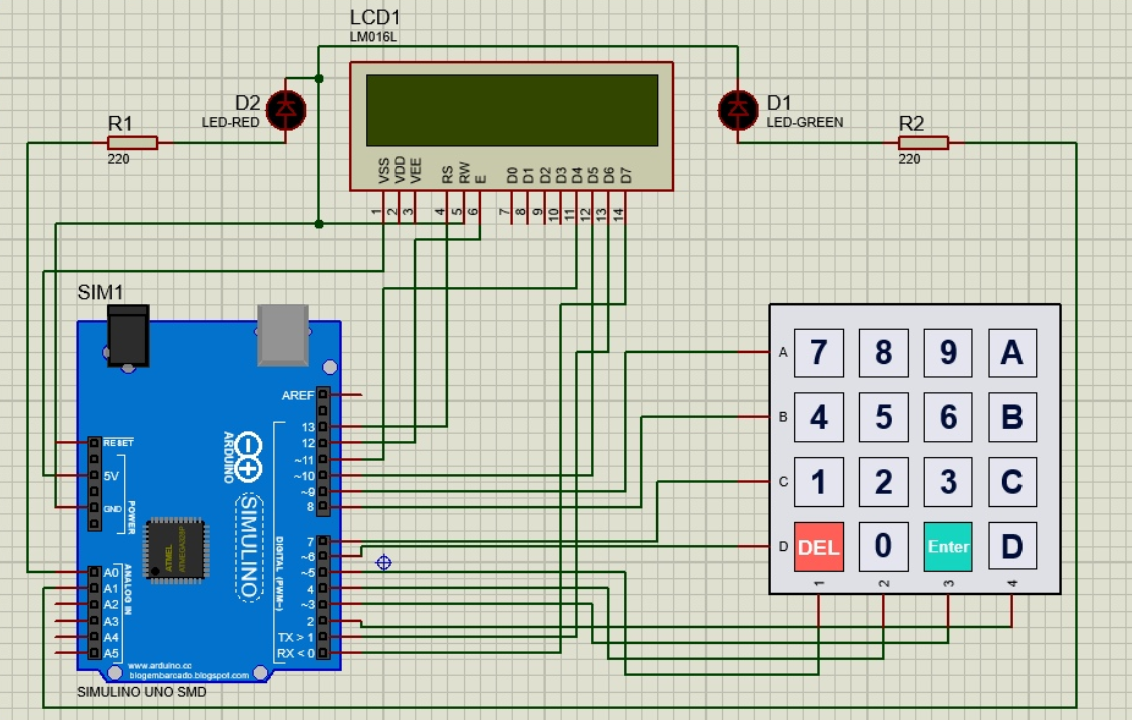 LCD1
LM016L
D2
LED-RED
D1
LED-GREEN
R1
220
R2
220
VSS
VDD
VEE
RS
RW
E
D0
D1
D2
D3
D4
D5
D6
D7
1
2
3
4
5
6
7
8
9
10
11
12
13
14
SIM1
AREF
13
12
~11
~10
~9
8
7
~6
~5
4
~3
2
TX > 1
RX < 0
RESET
5V
GND
POWER
A0
A1
A2
A3
A4
A5
ANALOG IN
ARDUINO
SIMULINO
DIGITAL (PWM~)
ATMEL
www.arduino.cc
blogembarcado.blogspot.com
SIMULINO UNO SMD
A
7 8 9 A
B
4 5 6 B
C
1 2 3 C
D
DEL 0 Enter D
1 2 3 4